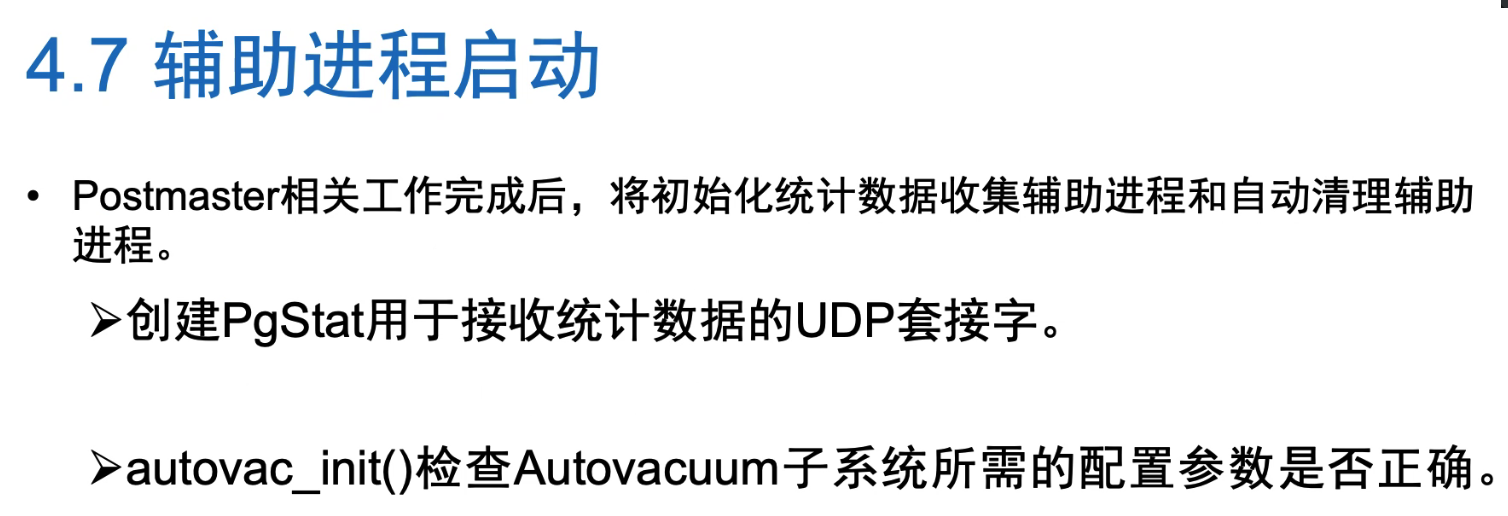 4.7 辅助进程启动
• Postmaster相关工作完成后，将初始化统计数据收集辅助进程和自动清理辅助
进程。
➢创建PgStat用于接收统计数据的UDP套接字。
➢autovac_init()检查Autovacuum子系统所需的配置参数是否正确。